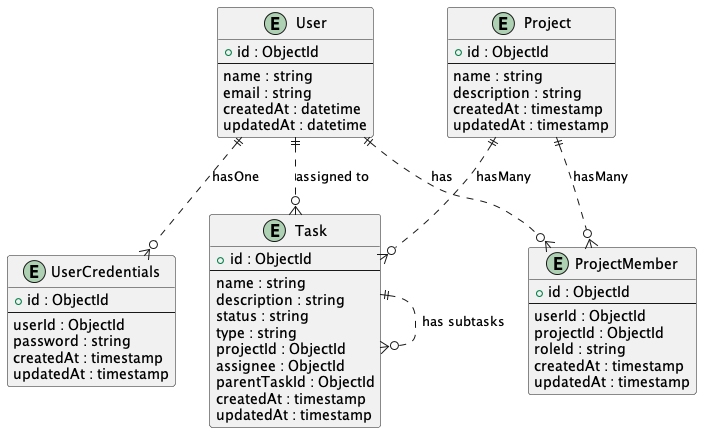 E User
+ id : ObjectId
name : string
email : string
createdAt : datetime
updatedAt : datetime
E Project
+ id : ObjectId
name : string
description : string
createdAt : timestamp
updatedAt : timestamp
hasOne
assigned to
has
hasMany
hasMany
E UserCredentials
+ id : ObjectId
userId : ObjectId
password : string
createdAt : timestamp
updatedAt : timestamp
E Task
+ id : ObjectId
name : string
description : string
status : string
type : string
projectId : ObjectId
assignee : ObjectId
parentTaskId : ObjectId
createdAt : timestamp
updatedAt : timestamp
has subtasks
E ProjectMember
+ id : ObjectId
userId : ObjectId
projectId : ObjectId
roleId : string
createdAt : timestamp
updatedAt : timestamp